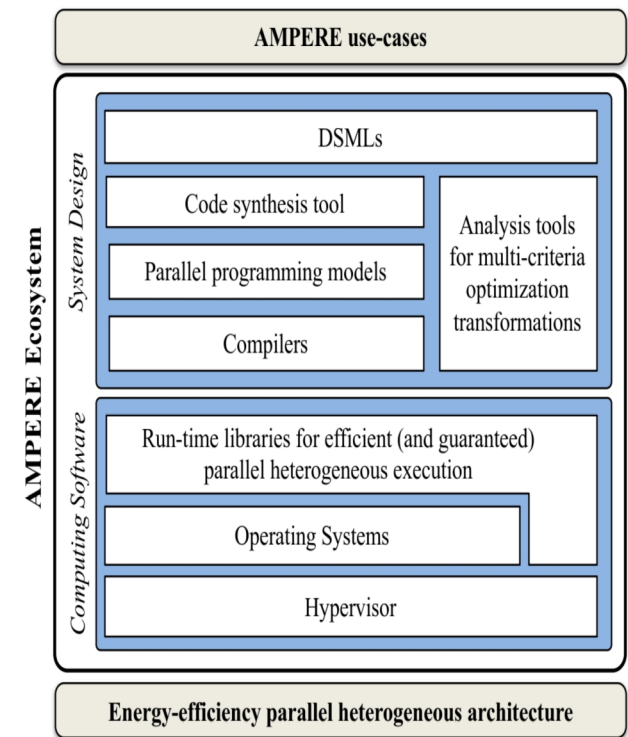 AMPERE use-cases
AMPERE Ecosystem
System Design
DSMLs
Code synthesis tool
Parallel programming models
Compilers
Analysis tools
for multi-criteria
optimization
transformations
Computing Software
Run-time libraries for efficient (and guaranteed)
parallel heterogeneous execution
Operating Systems
Hypervisor
Energy-efficiency parallel heterogeneous architecture